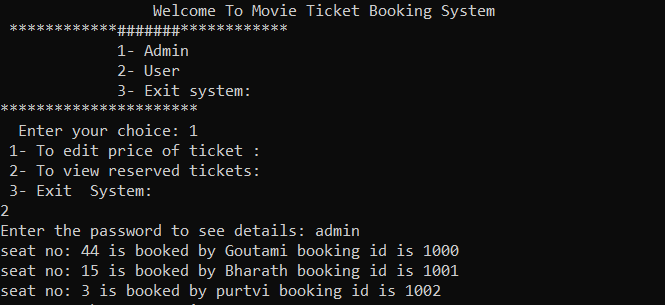 Welcome To Movie Ticket Booking System
************#######************
1- Admin
2- User
3- Exit system:
**********************
Enter your choice: 1
1- To edit price of ticket :
2- To view reserved tickets:
3- Exit  System:
2
Enter the password to see details: admin
seat no: 44 is booked by Goutami booking id is 1000
seat no: 15 is booked by Bharath booking id is 1001
seat no: 3 is booked by purtvi booking id is 1002